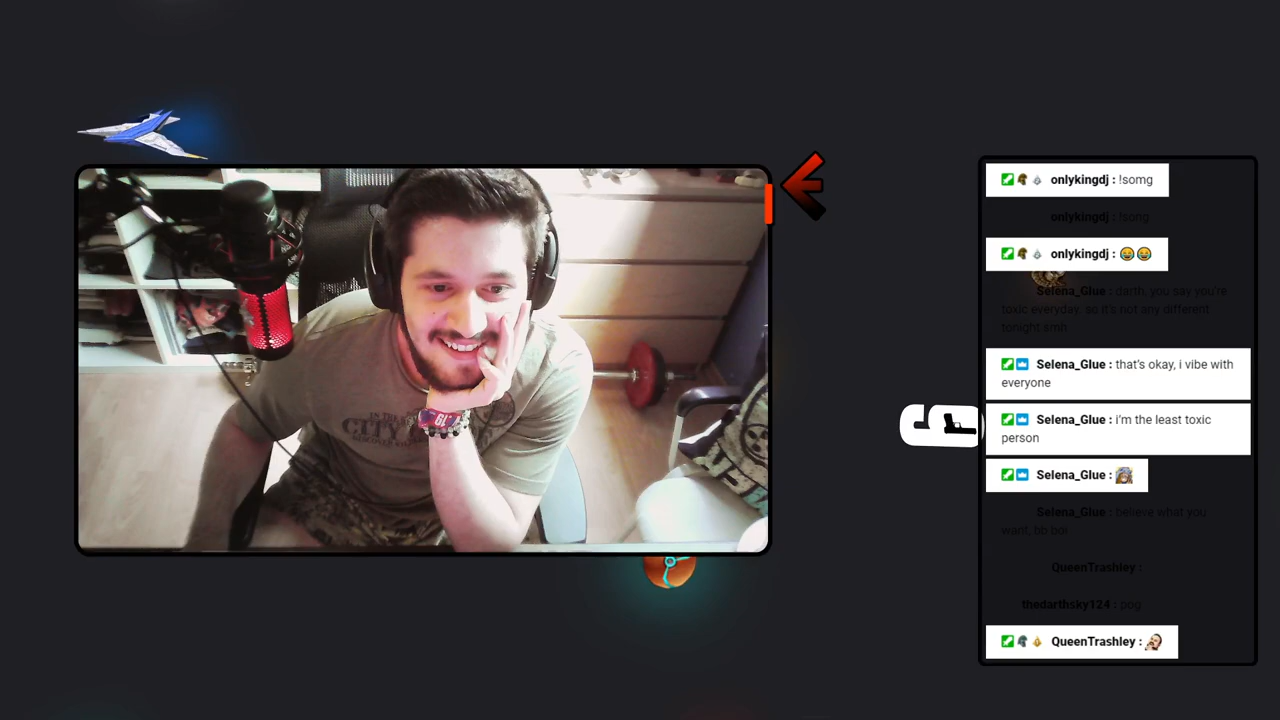 onlykingdj : !somg
onlykingdj : !song
onlykingdj :
Selena_Glue : darth, you say you're
toxic everyday. so it's not any different
tonight smh
Selena_Glue : that's okay, i vibe with
everyone
Selena_Glue : i'm the least toxic
person
Selena_Glue :
Selena_Glue : believe what you
want, bb boi
QueenTrashley :
thedarthsky124 : pog
QueenTrashley :
CITY